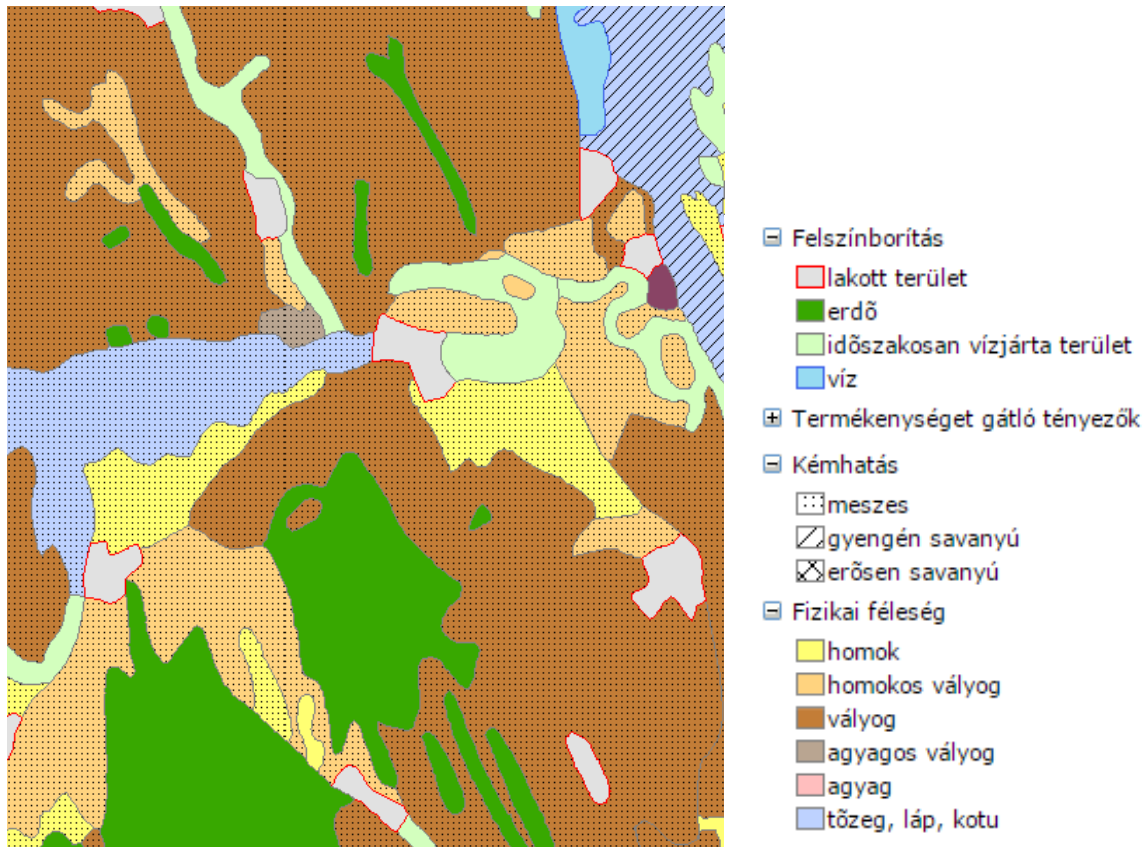 Felszínborítás
lakott terület
erdõ
idõszakosan vízjárta terület
víz
Termékenységet gátló tényezők
Kémhatás
meszes
gyengén savanyú
erõsen savanyú
Fizikai féleség
homok
homokos vályog
vályog
agyagos vályog
agyag
tõzeg, láp, kotu